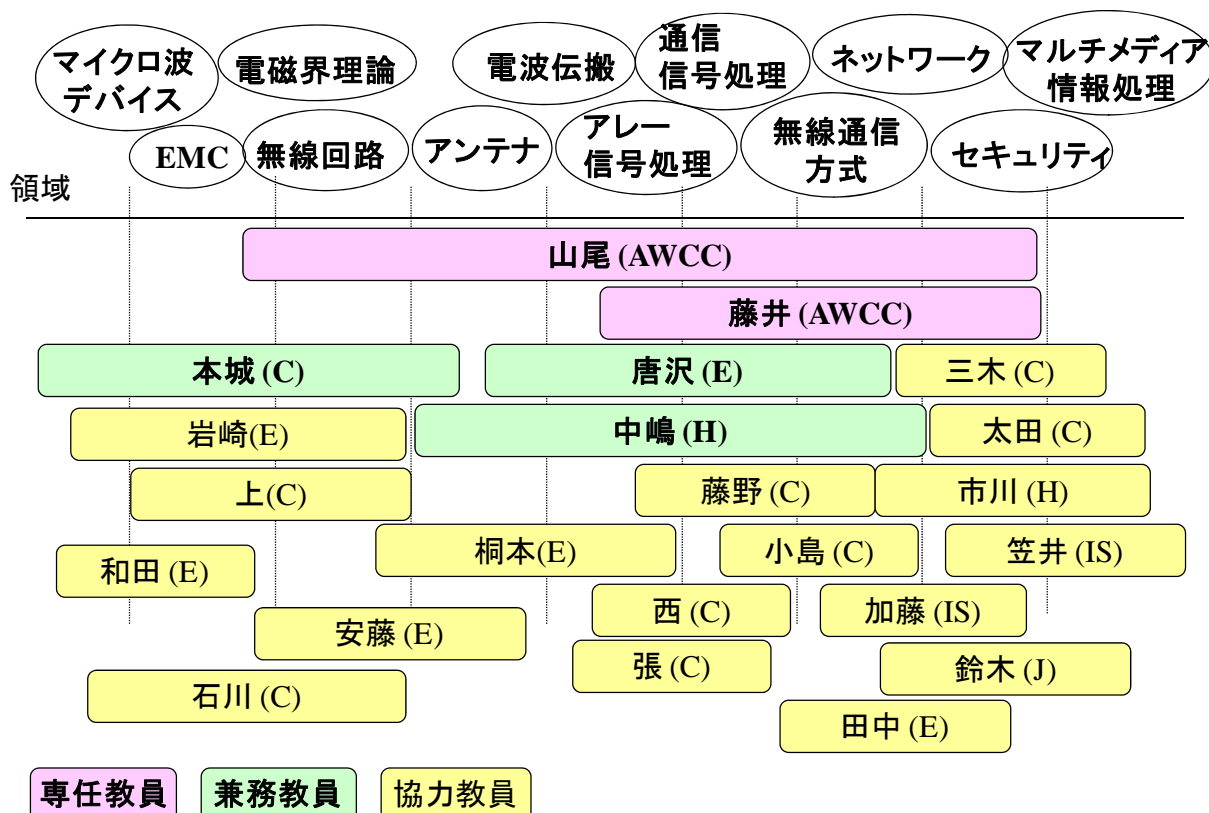 マイクロ波
デバイス
電磁界理論
電波伝搬
通信
信号処理
ネットワーク
マルチメディア
情報処理
EMC
無線回路
アンテナ
アレー
信号処理
無線通信
方式
セキュリティ
領域
山尾 (AWCC)
藤井 (AWCC)
本城 (C)
唐沢 (E)
三木 (C)
岩崎(E)
中嶋 (H)
太田 (C)
上(C)
藤野 (C)
市川 (H)
和田 (E)
桐本(E)
小島 (C)
笠井 (IS)
安藤 (E)
西 (C)
加藤 (IS)
石川 (C)
張 (C)
鈴木 (J)
田中 (E)
専任教員
兼務教員
協力教員